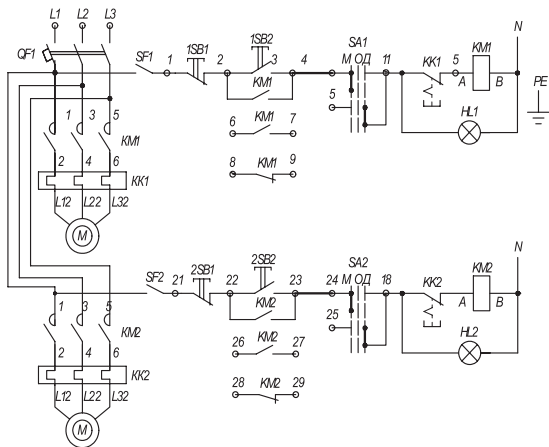 L1 L2 L3
QF1
SF1 1 1SB1 2 1SB2 3 4 SA1 11 KK1 5 KM1 N
М ОД
KM1
A B
5
HL1
PE
1 3 5
KM1
2 4 6
6 KM1 7
8 KM1 9
KK1
L12 L22 L32
M
SF2 21 2SB1 22 2SB2 23 24 SA2 18 KK2 KM2 N
М ОД
KM2
A B
25
HL2
1 3 5
KM2
2 4 6
26 KM2 27
28 KM2 29
KK2
L12 L22 L32
M